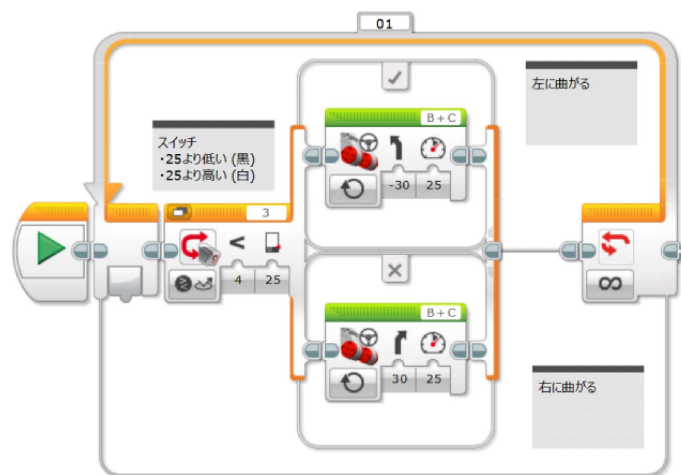 01
左に曲がる
スイッチ
・25より低い (黒)
・25より高い (白)
B + C
-30 25
3
<
4 25
B + C
30 25
右に曲がる